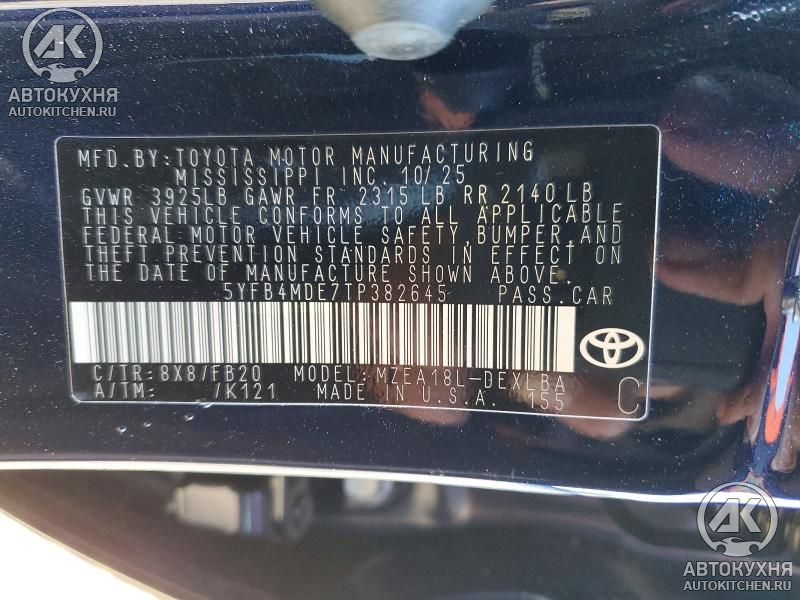 АК
АВТОКУХНЯ
AUTOKITCHEN.RU
MFD. BY: TOYOTA MOTOR MANUFACTURING
MISSISSIPPI INC. 10/25
GVWR 3925LB GAWR FR 2315 LB RR 2140 LB
THIS VEHICLE CONFORMS TO ALL APPLICABLE
FEDERAL MOTOR VEHICLE SAFETY, BUMPER, AND
THEFT PREVENTION STANDARDS IN EFFECT ON
THE DATE OF MANUFACTURE SHOWN ABOVE.
5YFB4MDE7TP382645 PASS. CAR
C/TR: 8X8/FB20 MODEL: MZEA18L-DEXLBA
A/TM: /K121 MADE IN U.S.A. 155 C
АК
АВТОКУХНЯ
AUTOKITCHEN.RU